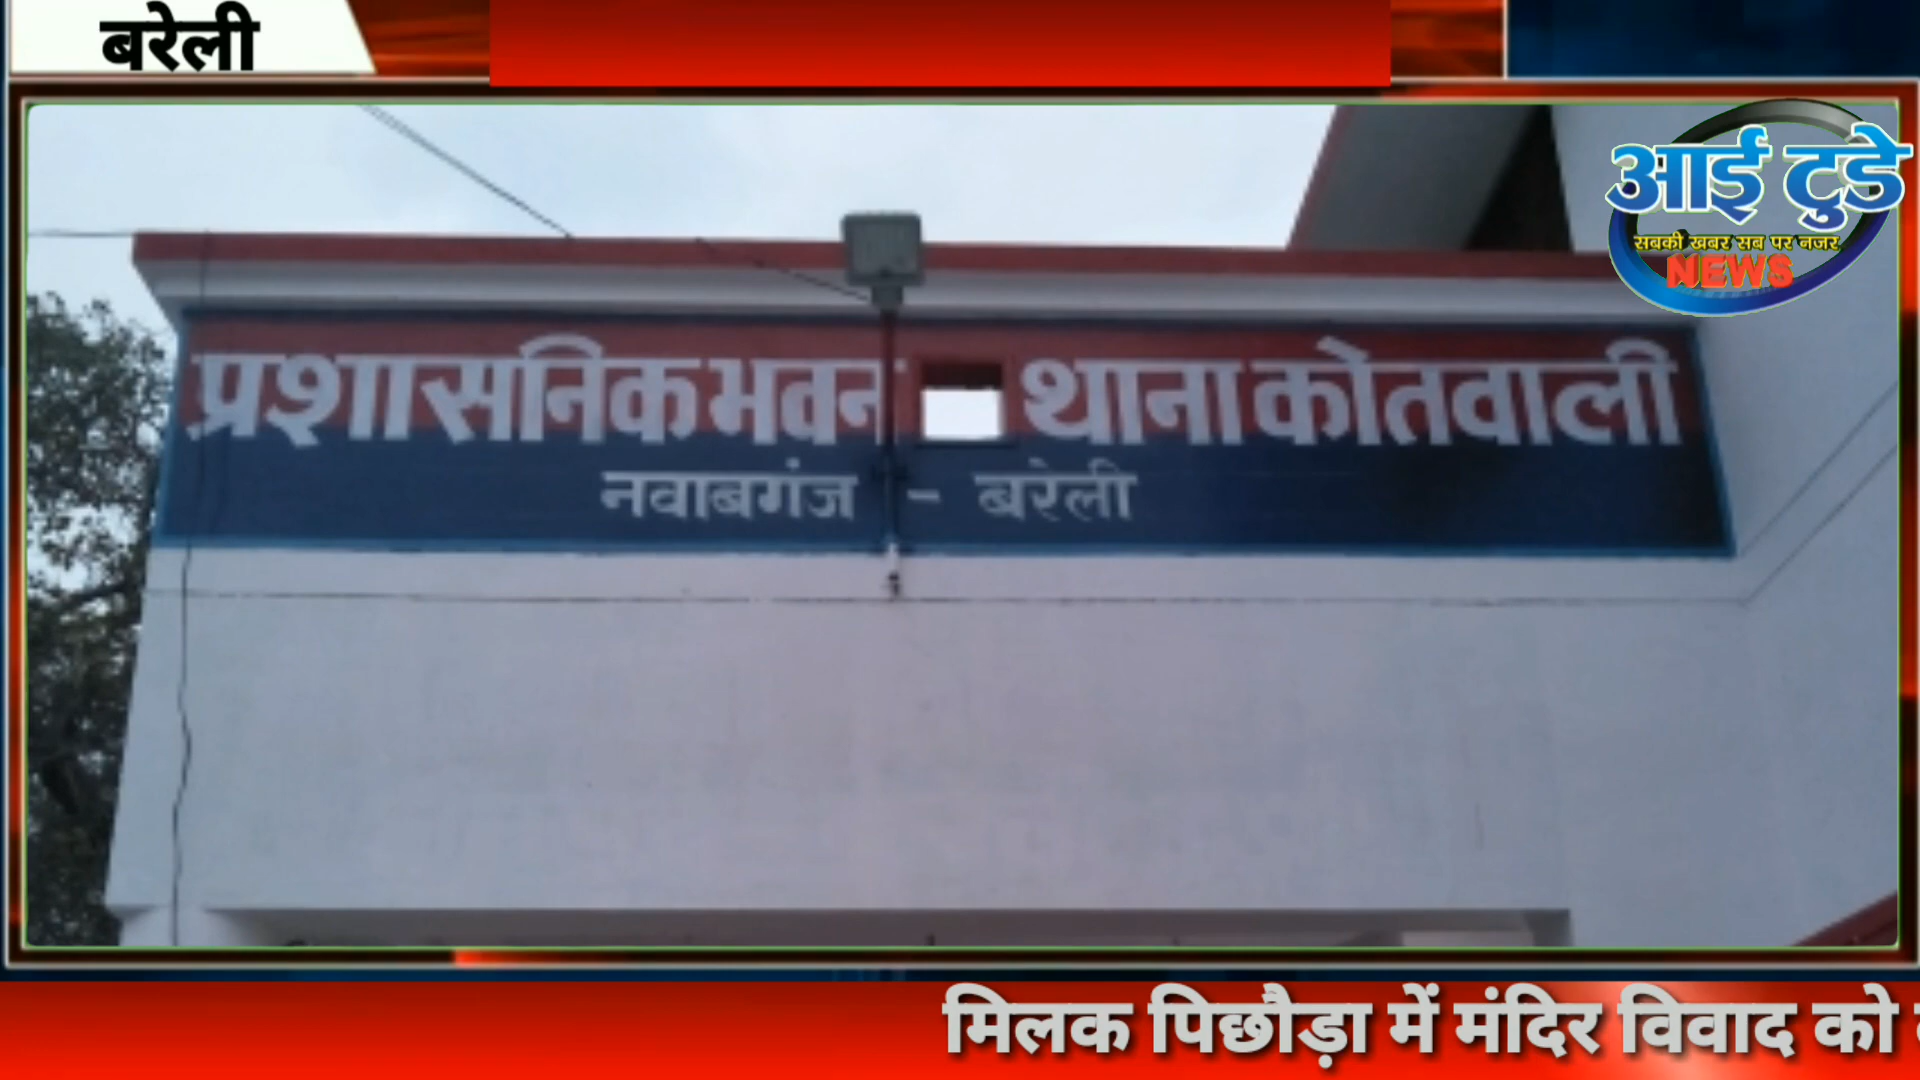 बरेली
आई टुडे
सबकी खबर सब पर नजर
NEWS
प्रशासनिक भवन थाना कोतवाली
नवाबगंज - बरेली
मिलक पिछौड़ा में मंदिर विवाद को